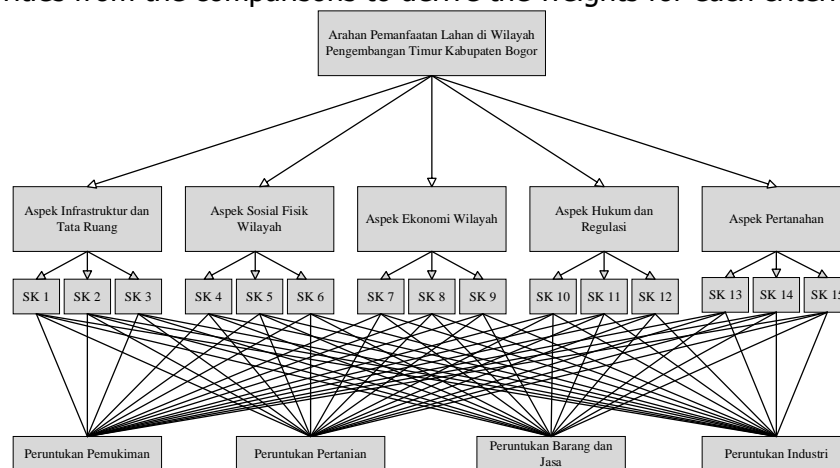 from the comparisons to derive the weights for each
Arahan Pemanfaatan Lahan di Wilayah
Pengembangan Timur Kabupaten Bogor
Aspek Infrastruktur dan
Tata Ruang
Aspek Sosial Fisik
Wilayah
Aspek Ekonomi Wilayah
Aspek Hukum dan
Regulasi
Aspek Pertanahan
SK 1
SK 2
SK 3
SK 4
SK 5
SK 6
SK 7
SK 8
SK 9
SK 10
SK 11
SK 12
SK 13
SK 14
SK 15
Peruntukan Pemukiman
Peruntukan Pertanian
Peruntukan Barang dan
Jasa
Peruntukan Industri